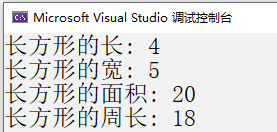 Microsoft Visual Studio 调试控制台
长方形的长: 4
长方形的宽: 5
长方形的面积: 20
长方形的周长: 18